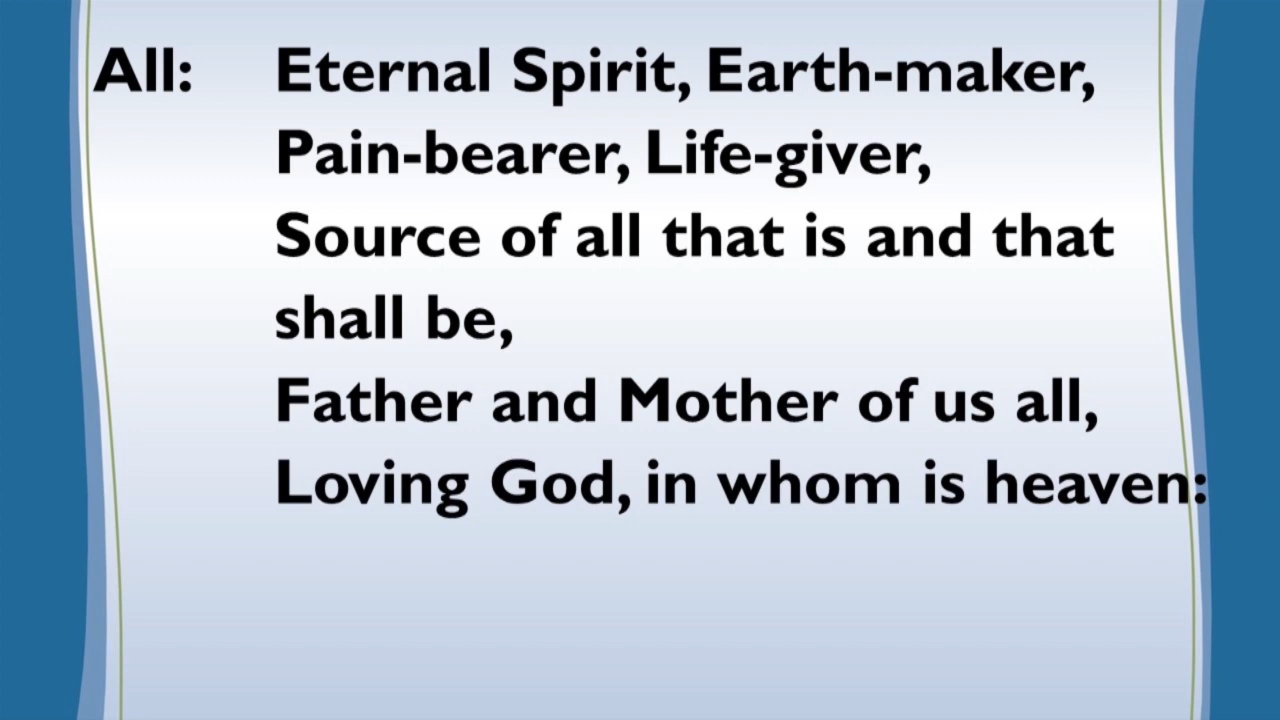 All: Eternal Spirit, Earth-maker,
Pain-bearer, Life-giver,
Source of all that is and that
shall be,
Father and Mother of us all,
Loving God, in whom is heaven: